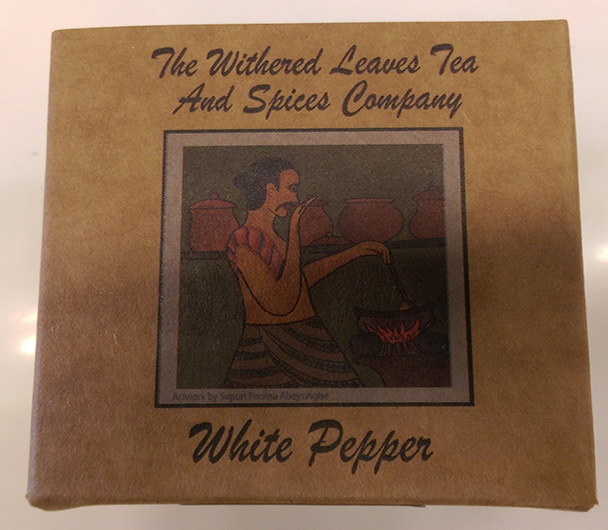 The Withered Leaves Tea
And Spices Company
Artwork by Supun Poorna Abeysinghe
White Pepper